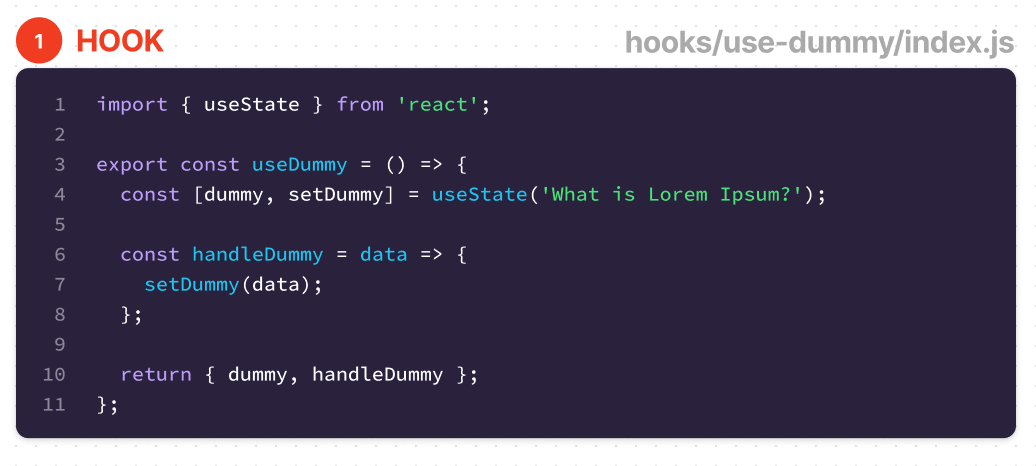 1 HOOK
hooks/use-dummy/index.js
1 import { useState } from 'react';
2
3 export const useDummy = () => {
4   const [dummy, setDummy] = useState('What is Lorem Ipsum?');
5
6   const handleDummy = data => {
7     setDummy(data);
8   };
9
10   return { dummy, handleDummy };
11 };